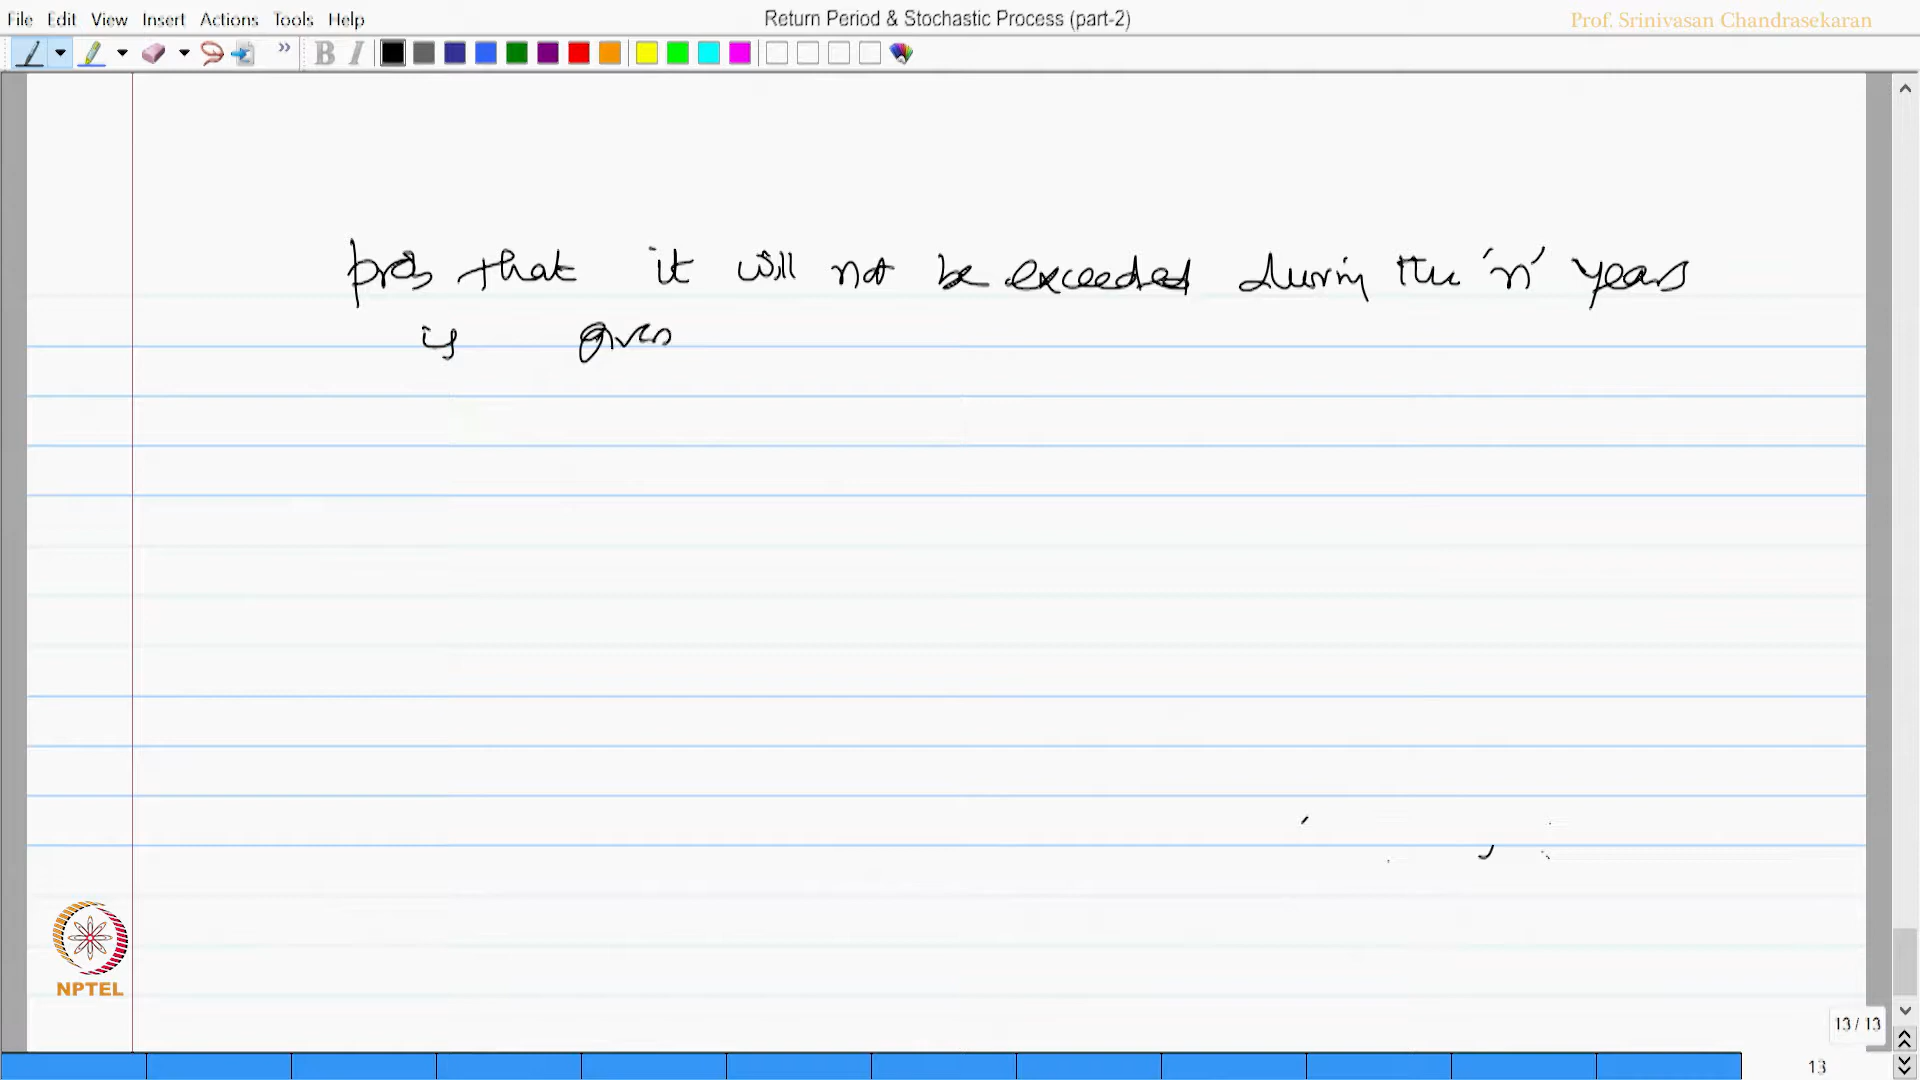 File Edit View Insert Actions Tools Help
Return Period & Stochastic Process (part-2)
Prof. Srinivasan Chandrasekaran
B I
prob that it will not be exceeded during the 'n' years
is given
NPTEL
13 / 13
13